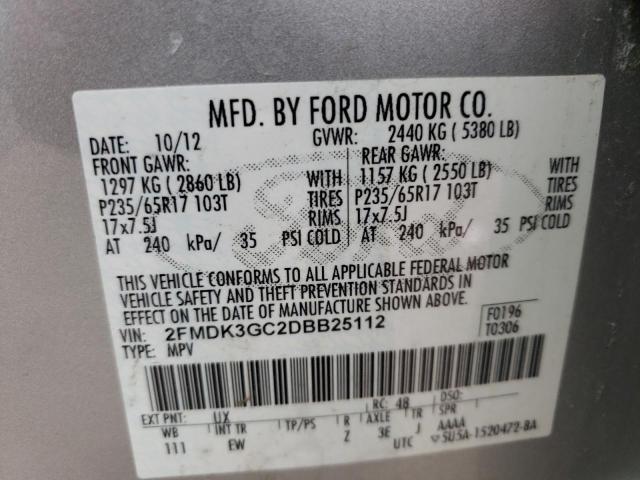 MFD. BY FORD MOTOR CO.
DATE: 10/12 GVWR: 2440 KG ( 5380 LB)
FRONT GAWR: REAR GAWR:
1297 KG ( 2860 LB) WITH 1157 KG ( 2550 LB) WITH
P235/65R17 103T TIRES P235/65R17 103T TIRES
17x7.5J RIMS 17x7.5J RIMS
AT 240 kPa/ 35 PSI COLD AT 240 kPa/ 35 PSI COLD
THIS VEHICLE CONFORMS TO ALL APPLICABLE FEDERAL MOTOR
VEHICLE SAFETY AND THEFT PREVENTION STANDARDS IN
EFFECT ON THE DATE OF MANUFACTURE SHOWN ABOVE.
VIN: 2FMDK3GC2DBB25112 F0196
TYPE: MPV T0306
EXT PNT: UX RC: 48 DSO:
WB INT TR TP/PS R AXLE TR SPR
111 EW Z 3E J AAAA
UTC 5U5A-1520472-BA